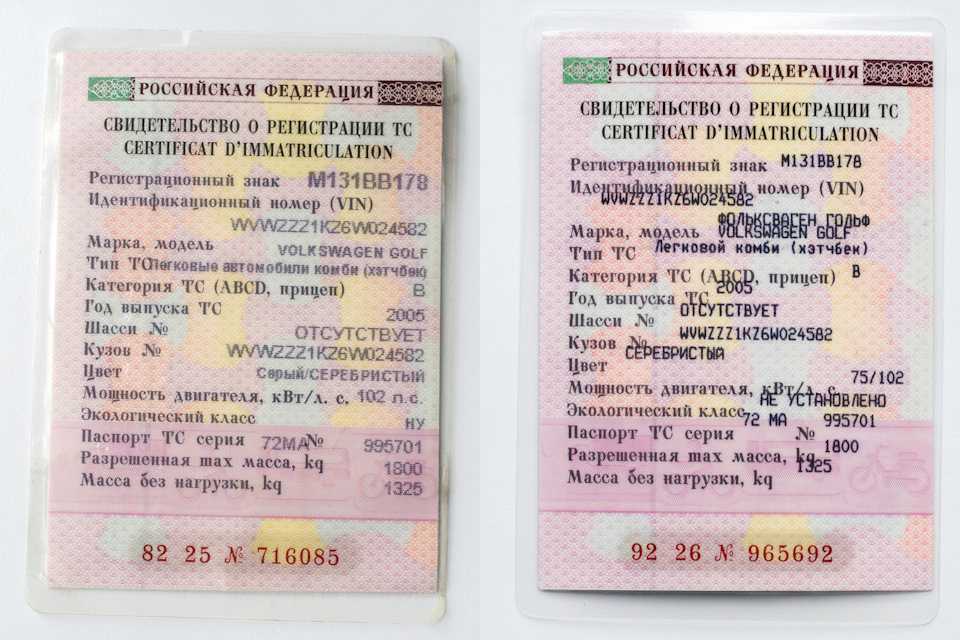 РОССИЙСКАЯ ФЕДЕРАЦИЯ
СВИДЕТЕЛЬСТВО О РЕГИСТРАЦИИ ТС
CERTIFICAT D'IMMATRICULATION
Регистрационный знак М131ВВ178
Идентификационный номер (VIN)
WVWZZZ1KZ6W024582
Марка, модель VOLKSWAGEN GOLF
Тип ТС Легковые автомобили комби (хэтчбек)
Категория ТС (ABCD, прицеп) B
Год выпуска ТС 2005
Шасси № ОТСУТСТВУЕТ
Кузов № WVWZZZ1KZ6W024582
Цвет Серый/СЕРЕБРИСТЫЙ
Мощность двигателя, кВт/л. с. 102 л.с.
Экологический класс НУ
Паспорт ТС серия 72МА № 995701
Разрешенная max масса, kg 1800
Масса без нагрузки, kg 1325
82 25 № 716085
РОССИЙСКАЯ ФЕДЕРАЦИЯ
СВИДЕТЕЛЬСТВО О РЕГИСТРАЦИИ ТС
CERTIFICAT D'IMMATRICULATION
Регистрационный знак М131ВВ178
Идентификационный номер (VIN)
WVWZZZ1KZ6W024582
ФОЛЬКСВАГЕН ГОЛЬФ
Марка, модель VOLKSWAGEN GOLF
Тип ТС Легковой комби (хэтчбек)
Категория ТС (ABCD, прицеп) B
2005
Год выпуска ТС
Шасси № ОТСУТСТВУЕТ
Кузов № WVWZZZ1KZ6W024582
СЕРЕБРИСТЫЙ
Цвет
Мощность двигателя, кВт/л. с. 75/102
НЕ УСТАНОВЛЕНО
Экологический класс
72 МА 995701
Паспорт ТС серия №
Разрешенная max масса, kg 1800
1325
Масса без нагрузки, kg
92 26 № 965692